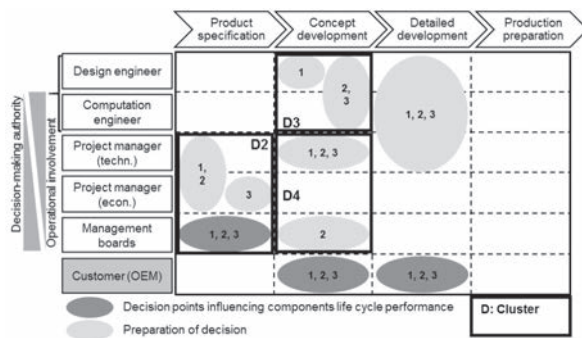 Product
specification
Concept
development
Detailed
development
Production
preparation
Decision-making authority
Operational involvement
Design engineer
1
2,
3
1, 2, 3
Computation
engineer
D3
Project manager
(techn.)
D2
1,
2
1, 2, 3
Project manager
(econ.)
3
D4
Management
boards
1, 2, 3
2
Customer (OEM)
1, 2, 3
1, 2, 3
Decision points influencing components life cycle performance
Preparation of decision
D: Cluster